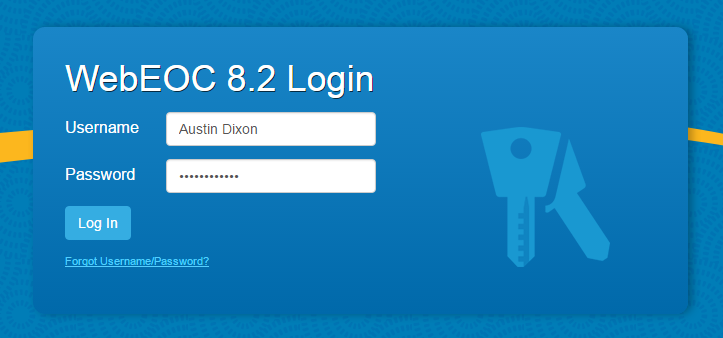 WebEOC 8.2 Login
Username Austin Dixon
Password ••••••••••••
Log In
Forgot Username/Password?